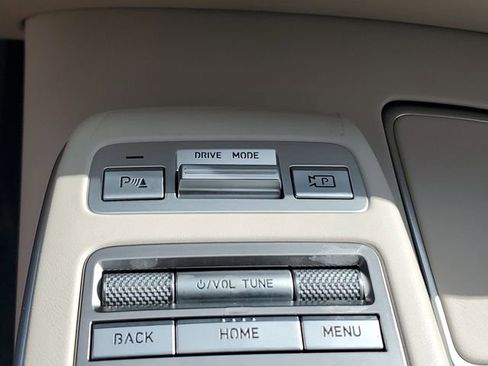 DRIVE MODE
P
P
⏻/VOL TUNE
BACK HOME MENU